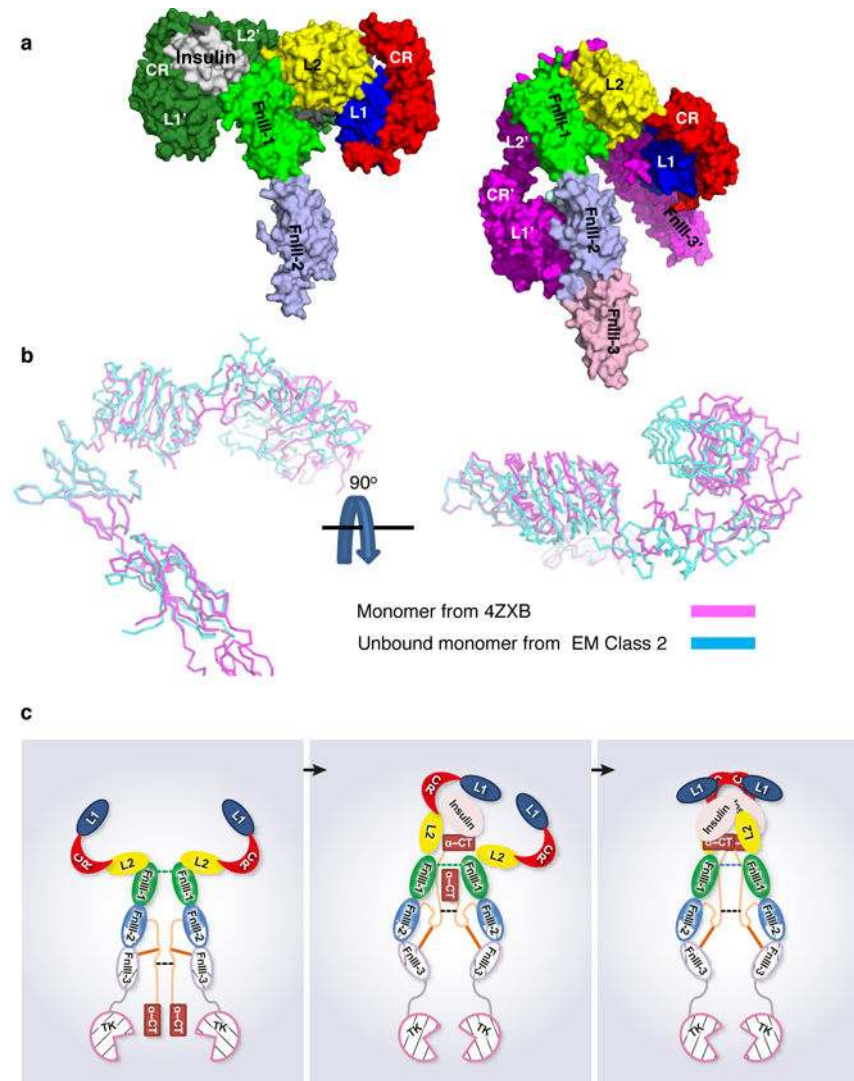 a
Insulin
L2'
CR'
L1'
FnIII-1
L2
L1
CR
FnIII-2
FnIII-1
L2
CR
L2'
L1
CR'
L1'
FnIII-2
FnIII-3'
FnIII-3
b
90°
Monomer from 4ZXB
Unbound monomer from EM Class 2
c
L1
L1
CR
L2
L2
CR
FnIII-1
FnIII-1
FnIII-2
FnIII-2
FnIII-3
FnIII-3
α-CT
α-CT
TK
TK
CR
L1
Insulin
L1
L2
α-CT
L2
CR
FnIII-1
α-CT
FnIII-1
FnIII-2
FnIII-2
FnIII-3
FnIII-3
TK
TK
L1
C
C
L1
Insulin
L2
α-CT
FnIII-1
FnIII-1
FnIII-2
FnIII-2
FnIII-3
FnIII-3
TK
TK